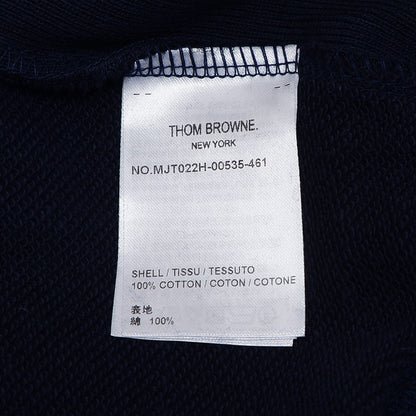 THOM BROWNE.
NEW YORK
NO.MJT022H-00535-461
SHELL / TISSU / TESSUTO
100% COTTON / COTON / COTONE
表地
綿 100%